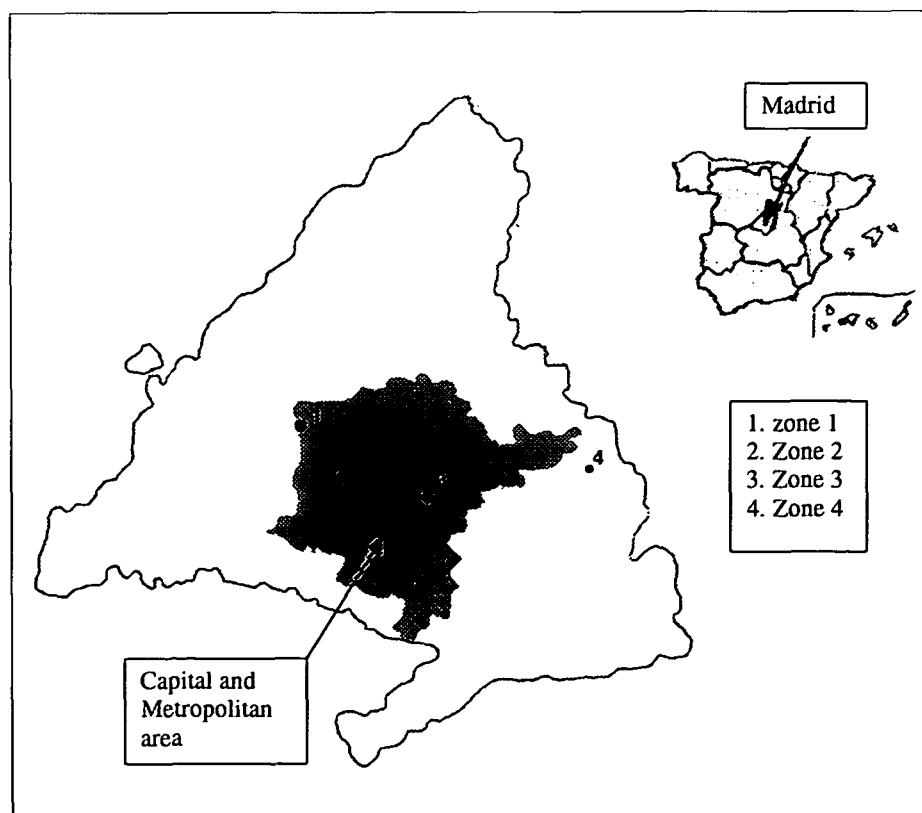 Madrid
1. zone 1
2. Zone 2
3. Zone 3
4. Zone 4
4
Capital and
Metropolitan
area